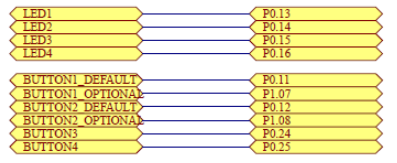 LED1 P0.13
LED2 P0.14
LED3 P0.15
LED4 P0.16
BUTTON1_DEFAULT P0.11
BUTTON1_OPTIONAL P1.07
BUTTON2_DEFAULT P0.12
BUTTON2_OPTIONAL P1.08
BUTTON3 P0.24
BUTTON4 P0.25